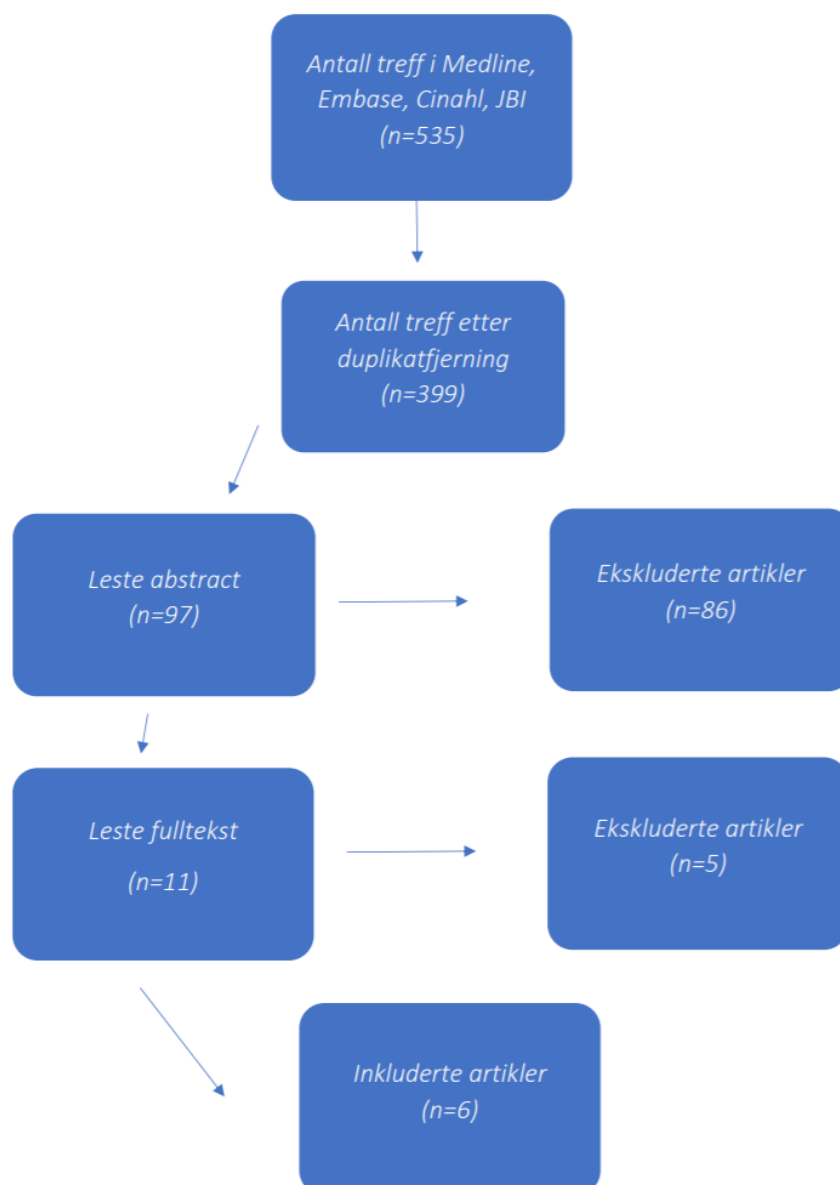 Antall treff i Medline,
Embase, Cinahl, JBI
(n=535)
Antall treff etter
duplikatfjerning
(n=399)
Leste abstract
(n=97)
Ekskluderte artikler
(n=86)
Leste fulltekst
(n=11)
Ekskluderte artikler
(n=5)
Inkluderte artikler
(n=6)